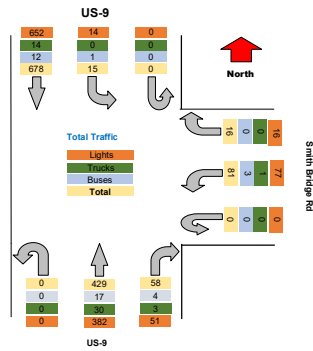 US-9
652 14 0
14 0 0
12 1 0
678 15 0
North
16 0 0 16
Total Traffic
Lights
Trucks
Buses
Total
81 3 1 77
Smith Bridge Rd
0 0 0 0
0 429 58
0 17 4
0 30 3
0 382 51
US-9